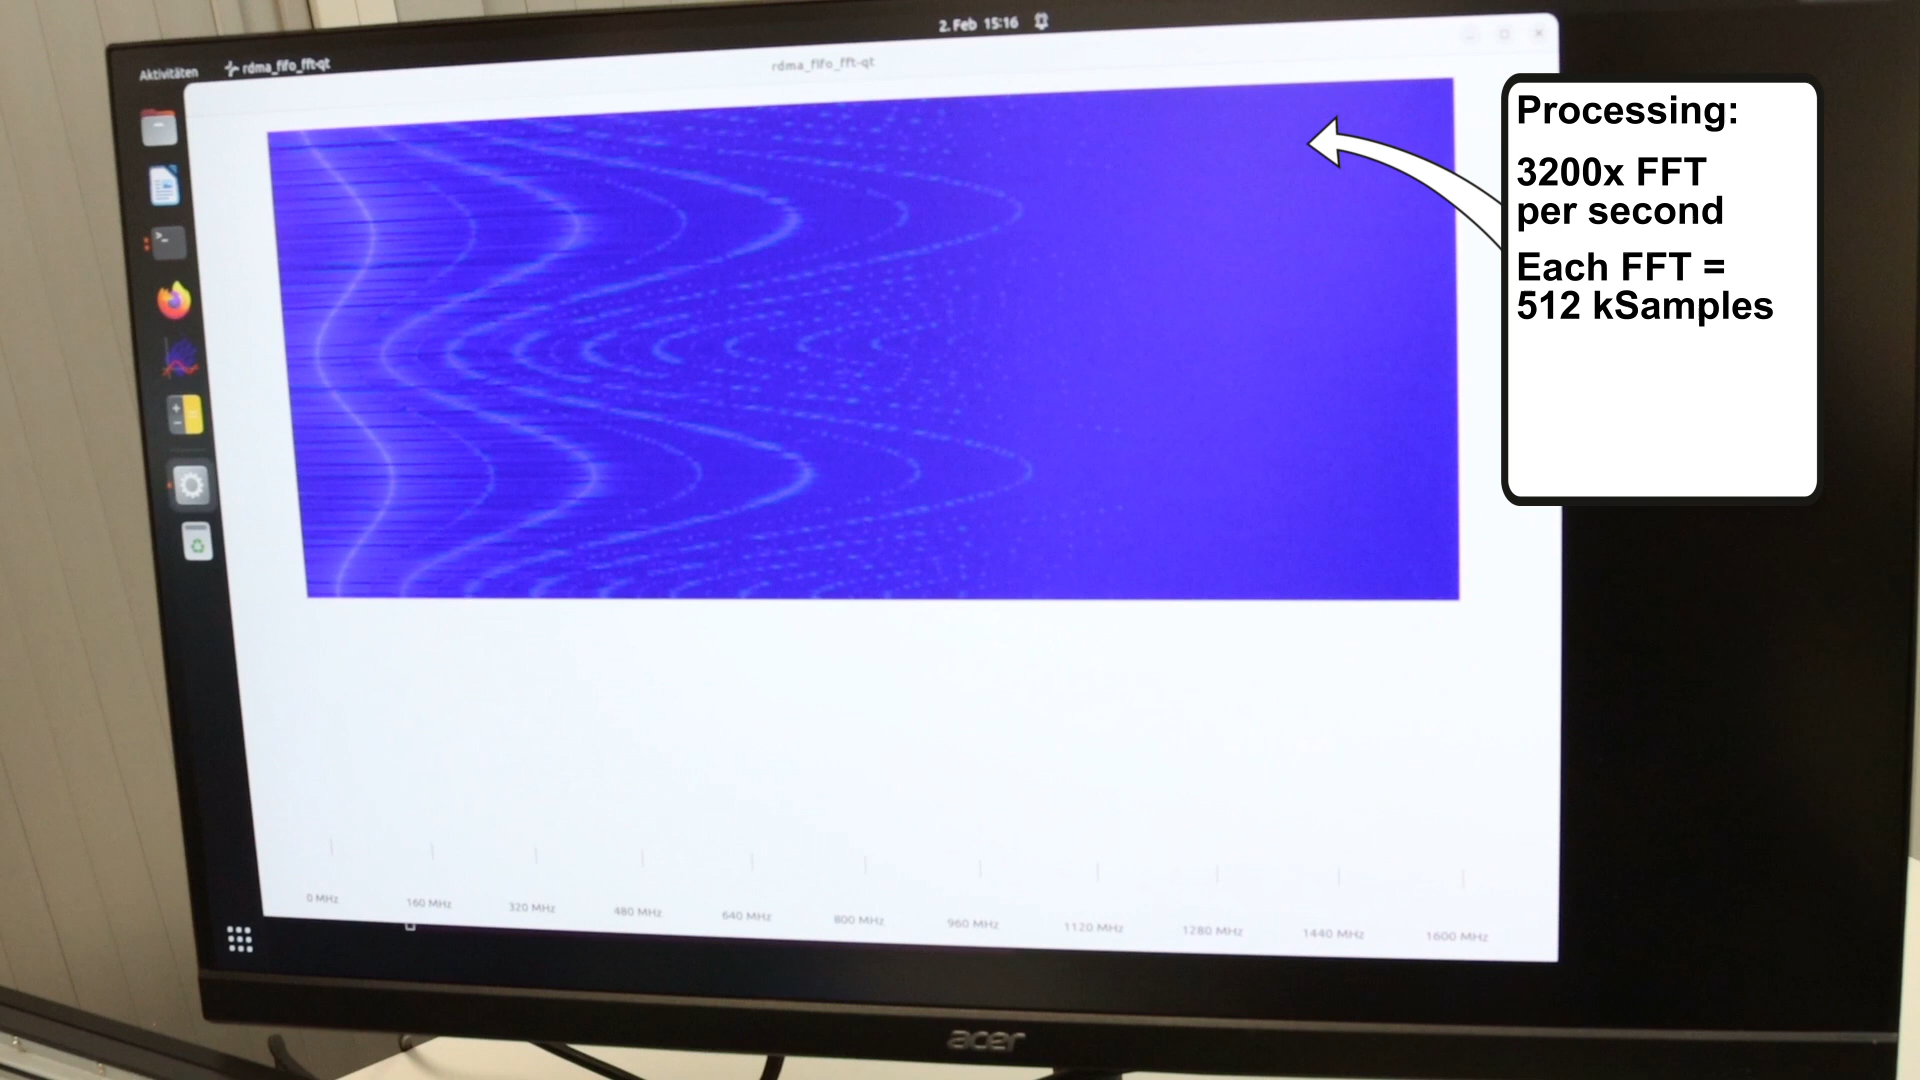 2. Feb 15:16
Aktivitäten
rdma_fifo_fft-qt
rdma_fifo_fft-qt
Processing:
3200x FFT
per second
Each FFT =
512 kSamples
0 MHz
160 MHz
320 MHz
480 MHz
640 MHz
800 MHz
960 MHz
1120 MHz
1280 MHz
1440 MHz
1600 MHz
acer